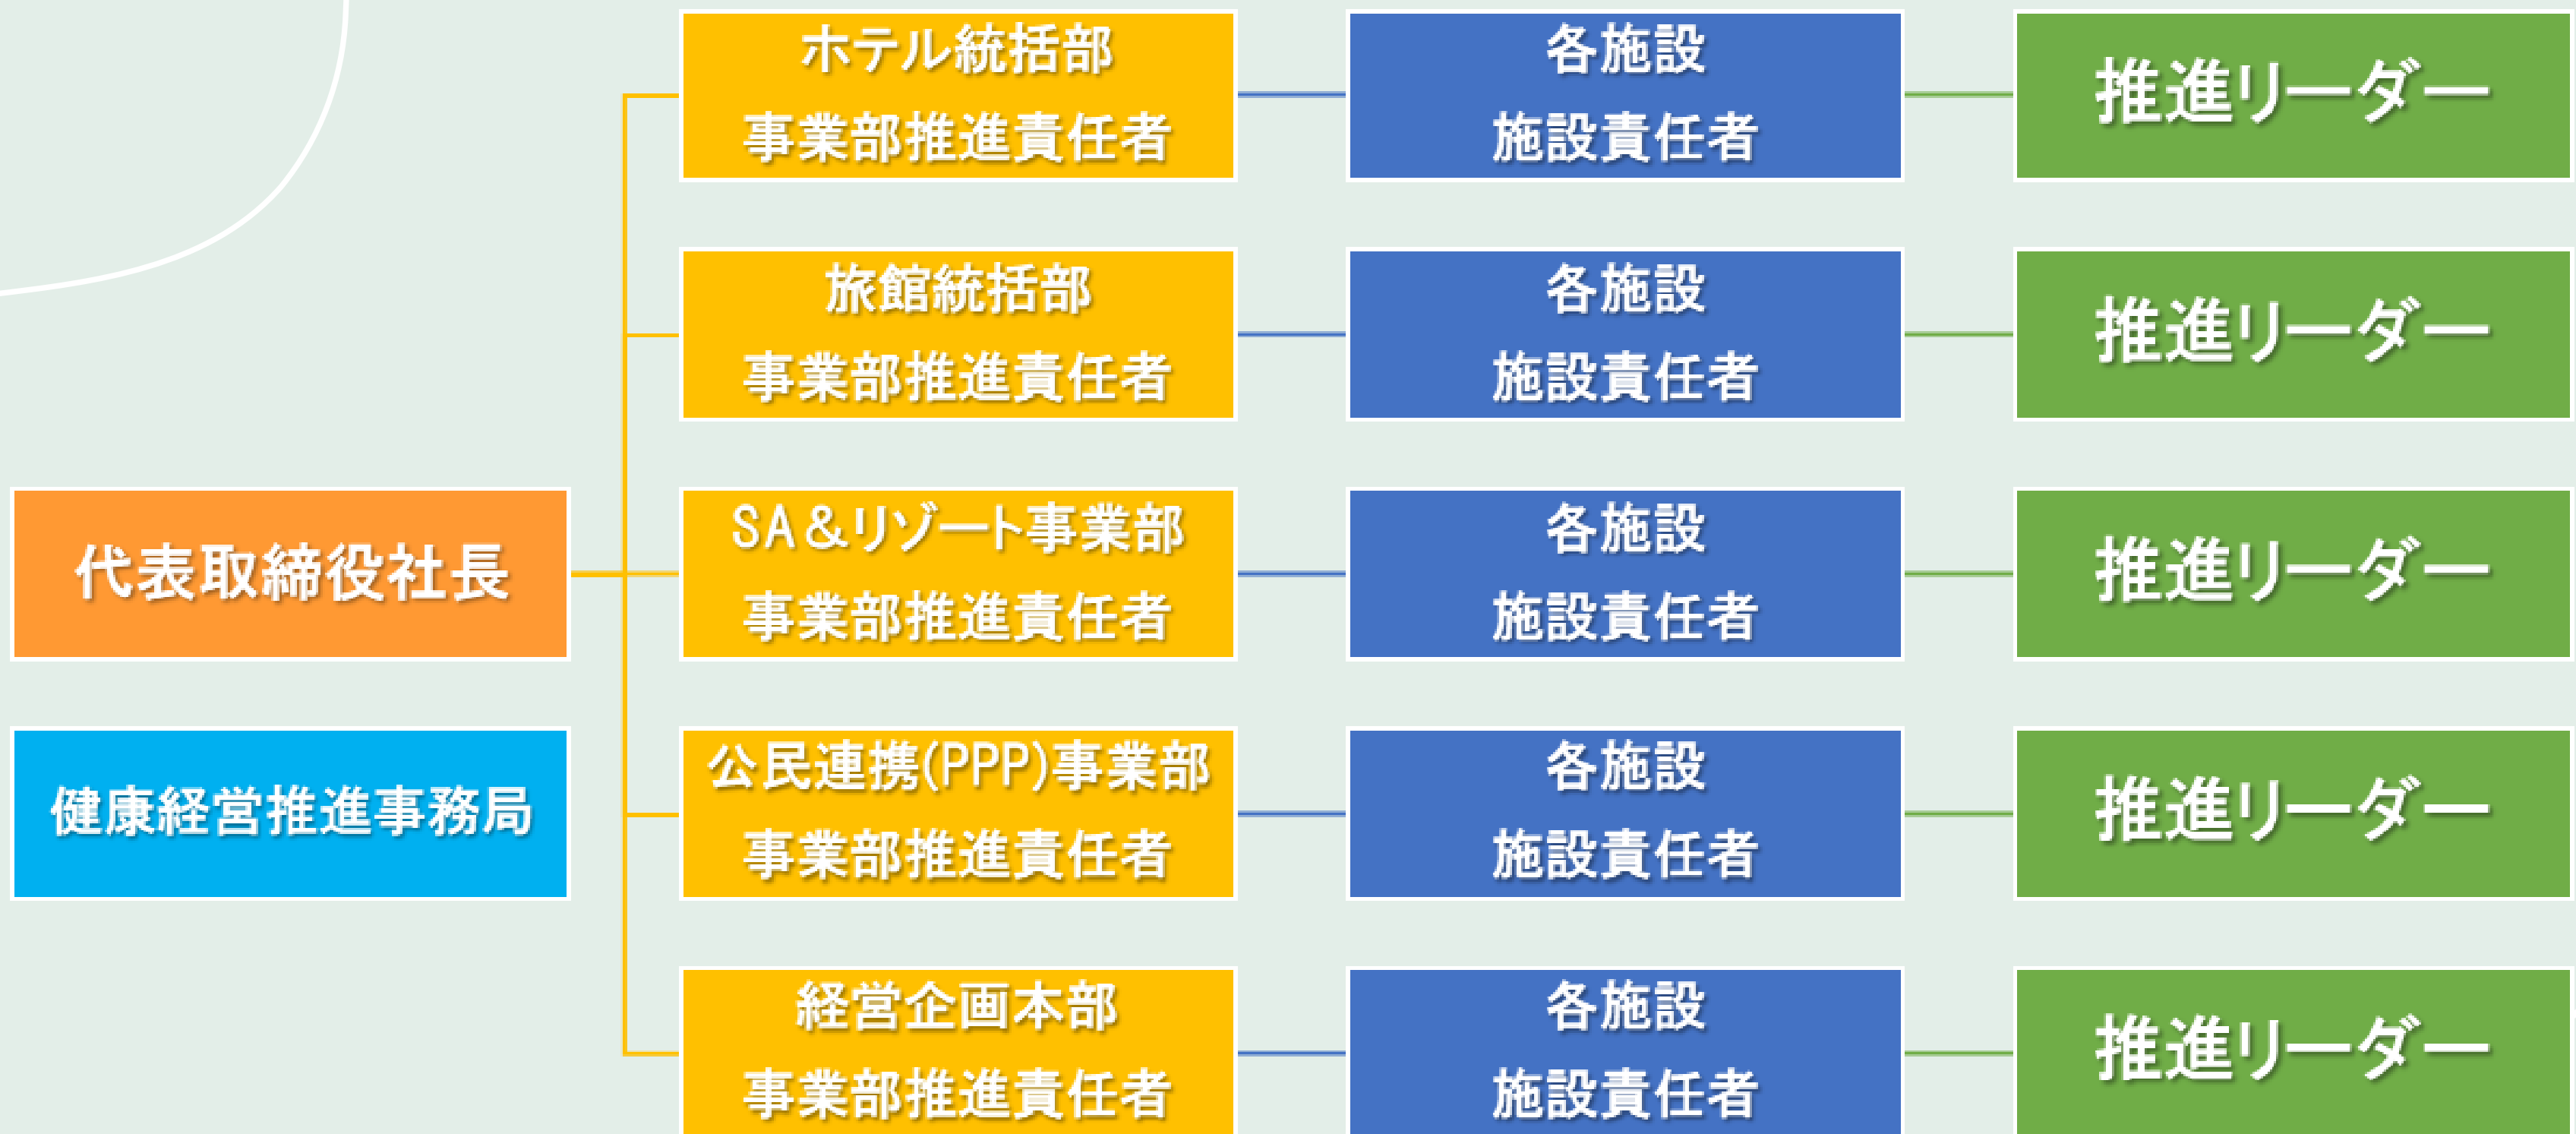 ホテル統括部
事業部推進責任者
各施設
施設責任者
推進リーダー
旅館統括部
事業部推進責任者
各施設
施設責任者
推進リーダー
代表取締役社長
SA&リゾート事業部
事業部推進責任者
各施設
施設責任者
推進リーダー
健康経営推進事務局
公民連携(PPP)事業部
事業部推進責任者
各施設
施設責任者
推進リーダー
経営企画本部
事業部推進責任者
各施設
施設責任者
推進リーダー